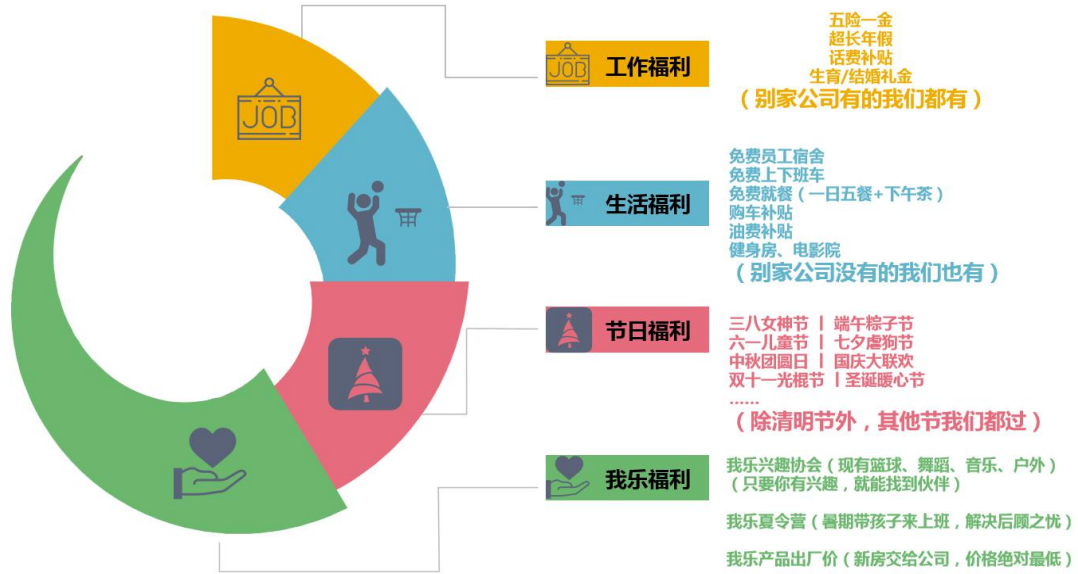 JOB
JOB
工作福利
五险一金
超长年假
话费补贴
生育/结婚礼金
（别家公司有的我们都有）
生活福利
免费员工宿舍
免费上下班车
免费就餐（一日五餐+下午茶）
购车补贴
油费补贴
健身房、电影院
（别家公司没有的我们也有）
节日福利
三八女神节 | 端午粽子节
六一儿童节 | 七夕虐狗节
中秋团圆日 | 国庆大联欢
双十一光棍节 | 圣诞暖心节
......
（除清明节外，其他节我们都过）
我乐福利
我乐兴趣协会（现有篮球、舞蹈、音乐、户外）
（只要你有兴趣，就能找到伙伴）
我乐夏令营（暑期带孩子来上班，解决后顾之忧）
我乐产品出厂价（新房交给公司，价格绝对最低）